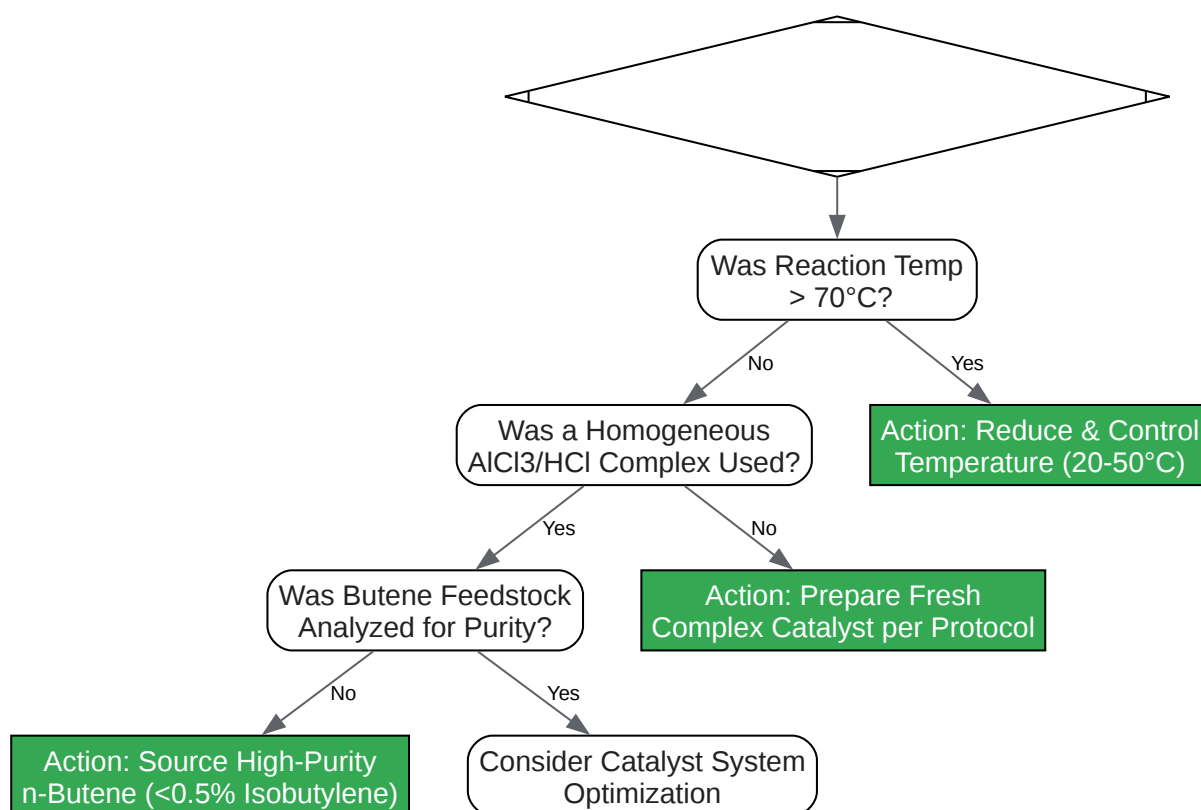 Was Reaction Temp
> 70°C?
No
Yes
Was a Homogeneous
AlCl3/HCl Complex Used?
Action: Reduce & Control
Temperature (20-50°C)
Yes
No
Was Butene Feedstock
Analyzed for Purity?
Action: Prepare Fresh
Complex Catalyst per Protocol
No
Yes
Action: Source High-Purity
n-Butene (<0.5% Isobutylene)
Consider Catalyst System
Optimization